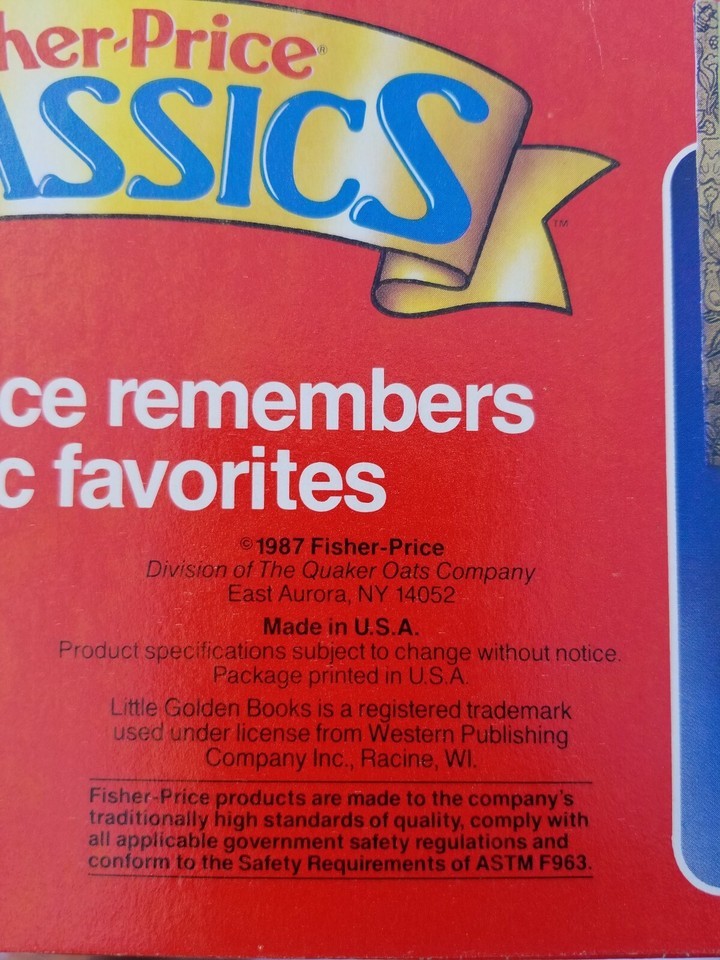 her-Price®
ASSICS
TM
ce remembers
c favorites
©1987 Fisher-Price
Division of The Quaker Oats Company
East Aurora, NY 14052
Made in U.S.A.
Product specifications subject to change without notice.
Package printed in U.S.A.
Little Golden Books is a registered trademark
used under license from Western Publishing
Company Inc., Racine, WI.
Fisher-Price products are made to the company's
traditionally high standards of quality, comply with
all applicable government safety regulations and
conform to the Safety Requirements of ASTM F963.